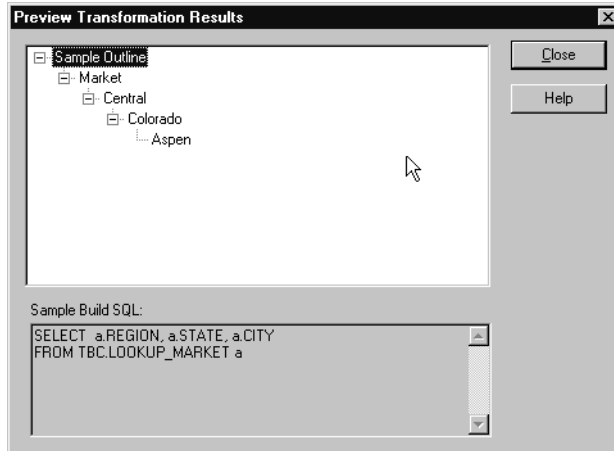 Preview Transformation Results
Sample Outline
Market
Central
Colorado
Aspen
Close
Help
Sample Build SQL:
SELECT a.REGION, a.STATE, a.CITY
FROM TBC.LOOKUP_MARKET a